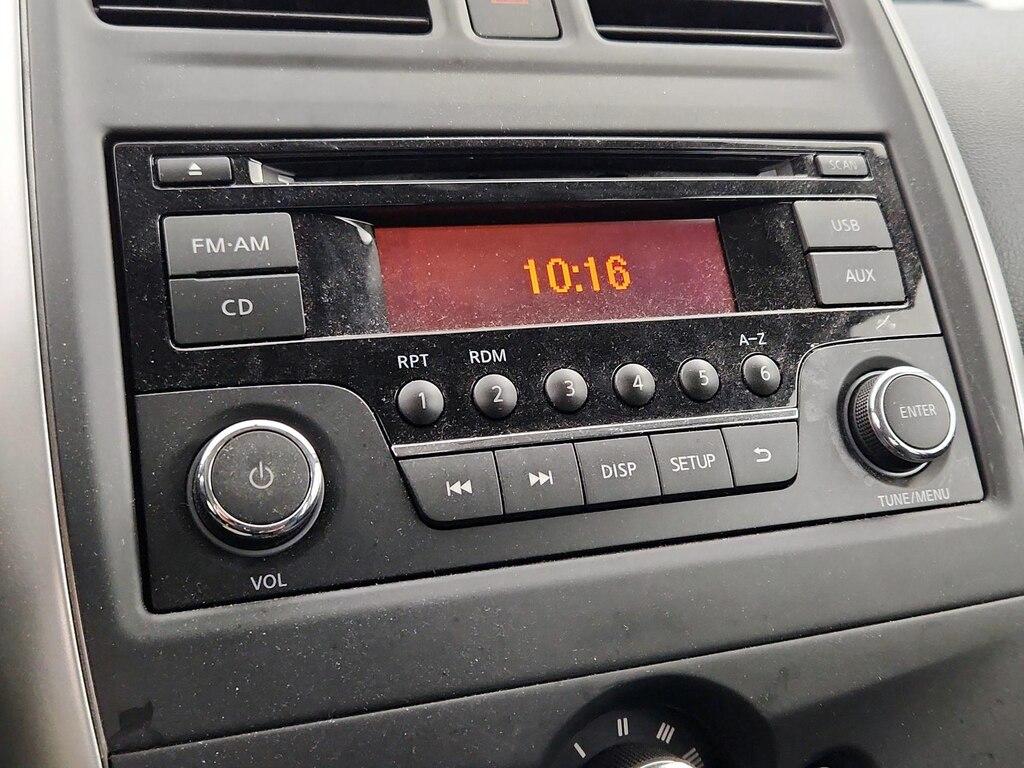 SCAN
FM·AM
USB
10:16
CD
AUX
RPT
RDM
A-Z
1
2
3
4
5
6
ENTER
DISP
SETUP
TUNE/MENU
VOL